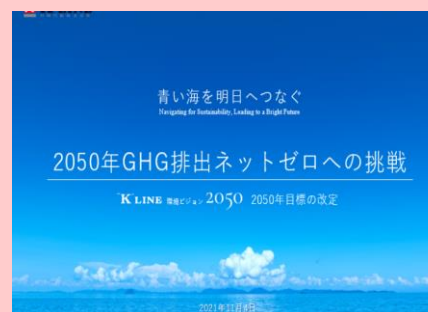 青い海を明日へつなぐ
Navigating for Sustainability, Leading to a Bright Future
2050年GHG排出ネットゼロへの挑戦
"K" LINE 環境ビジョン 2050 2050年目標の改定